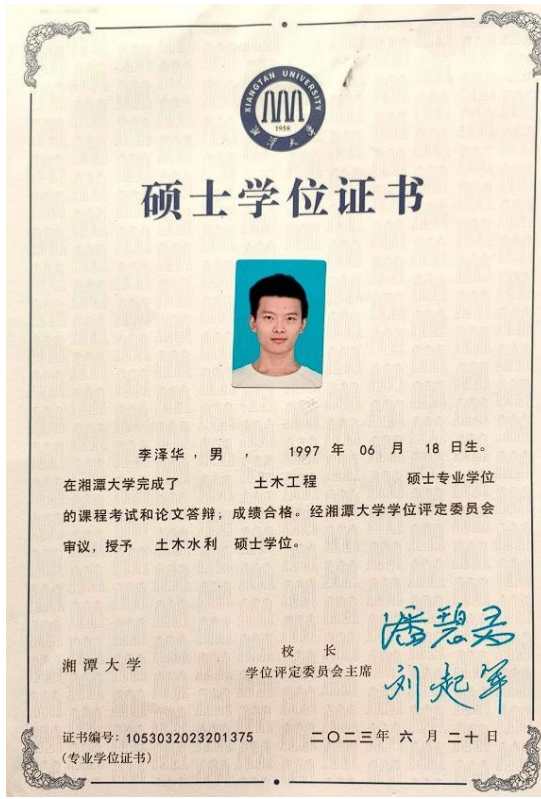 XIANGTAN UNIVERSITY
1958
湘潭大学
硕士学位证书
李泽华，男， 1997 年 06 月 18 日生。
在湘潭大学完成了 土木工程 硕士专业学位
的课程考试和论文答辩，成绩合格。经湘潭大学学位评定委员会
审议，授予 土木水利 硕士学位。
校 长
湘潭大学
学位评定委员会主席
证书编号：1053032023201375 二〇二三年 六 月 二十 日
(专业学位证书)